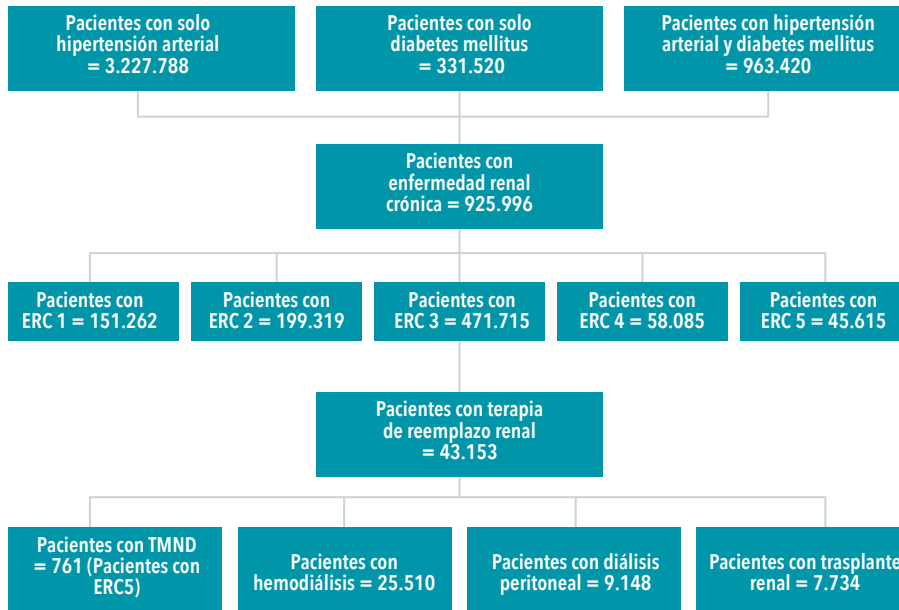 Pacientes con solo
hipertensión arterial
= 3.227.788
Pacientes con solo
diabetes mellitus
= 331.520
Pacientes con hipertensión
arterial y diabetes mellitus
= 963.420
Pacientes con
enfermedad renal
crónica = 925.996
Pacientes con
ERC 1 = 151.262
Pacientes con
ERC 2 = 199.319
Pacientes con
ERC 3 = 471.715
Pacientes con
ERC 4 = 58.085
Pacientes con
ERC 5 = 45.615
Pacientes con terapia
de reemplazo renal
= 43.153
Pacientes con TMND
= 761 (Pacientes con
ERC5)
Pacientes con
hemodiálisis = 25.510
Pacientes con diálisis
peritoneal = 9.148
Pacientes con trasplante
renal = 7.734